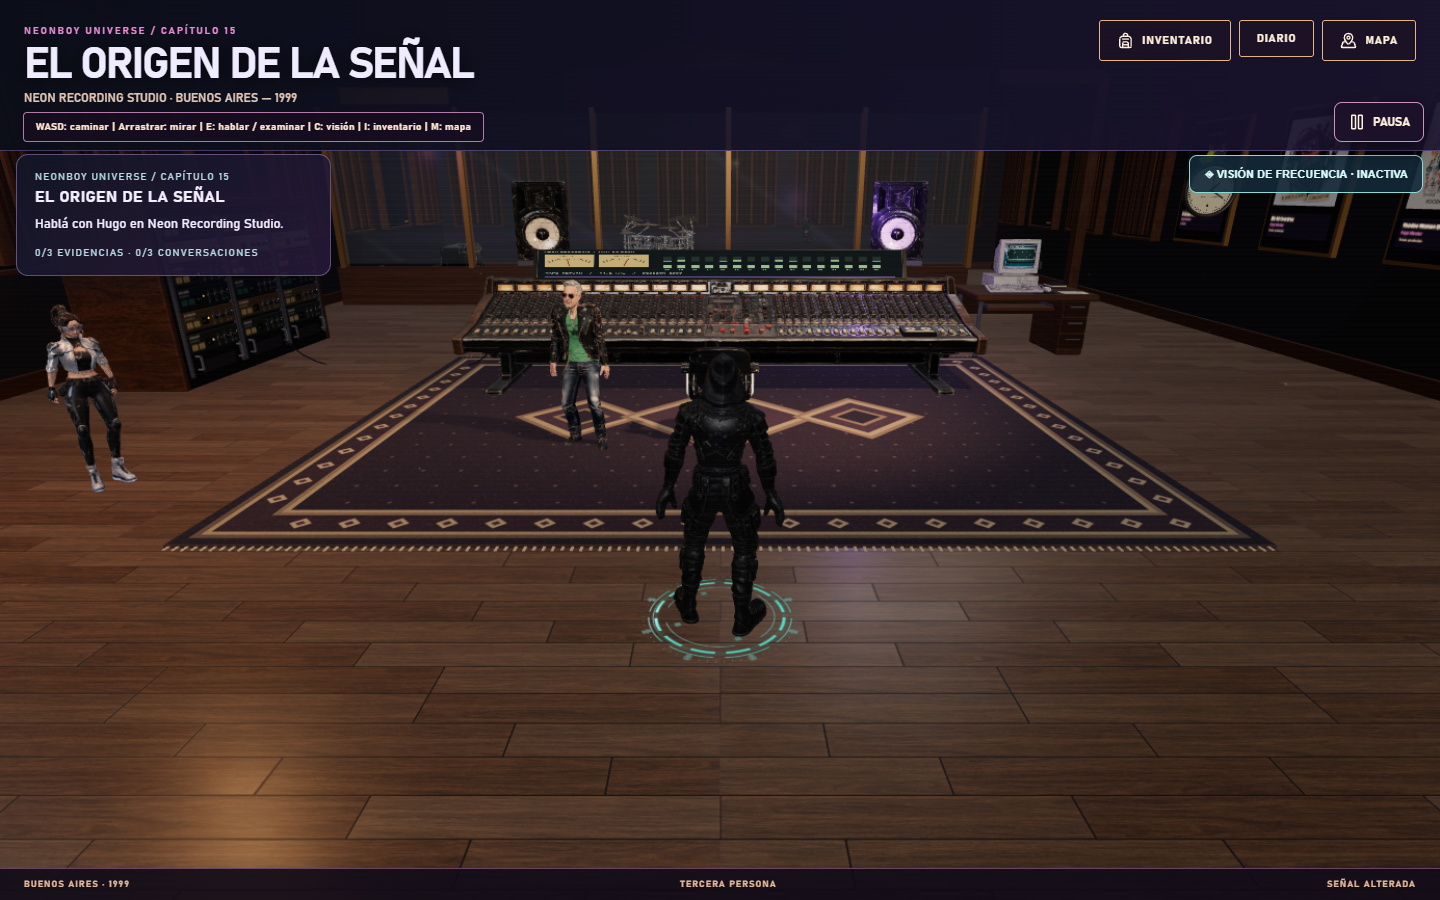 NEONBOY UNIVERSE / CAPÍTULO 15
EL ORIGEN DE LA SEÑAL
NEON RECORDING STUDIO · BUENOS AIRES — 1999
WASD: caminar | Arrastrar: mirar | E: hablar / examinar | C: visión | I: inventario | M: mapa
INVENTARIO
DIARIO
MAPA
PAUSA
NEONBOY UNIVERSE / CAPÍTULO 15
EL ORIGEN DE LA SEÑAL
Hablá con Hugo en Neon Recording Studio.
0/3 EVIDENCIAS · 0/3 CONVERSACIONES
◈ VISIÓN DE FRECUENCIA · INACTIVA
BUENOS AIRES · 1999
TERCERA PERSONA
SEÑAL ALTERADA